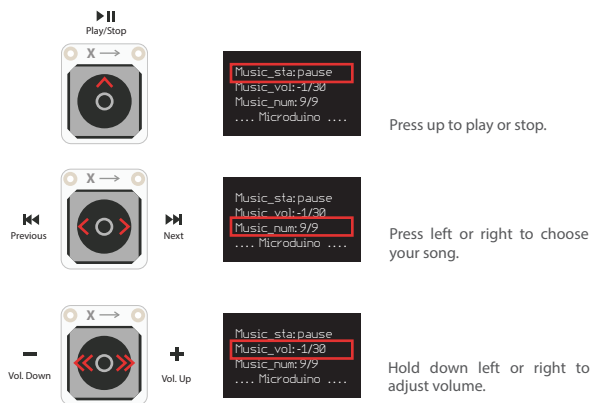 Play/Stop
X
Music_sta:pause
Music_vol:-1/30
Music_num:9/9
.... Microduino ....
Press up to play or stop.
X
Previous
Next
Music_sta:pause
Music_vol:-1/30
Music_num:9/9
.... Microduino ....
Press left or right to choose
your song.
X
Vol. Down
Vol. Up
Music_sta:pause
Music_vol:-1/30
Music_num:9/9
.... Microduino ....
Hold down left or right to
adjust volume.